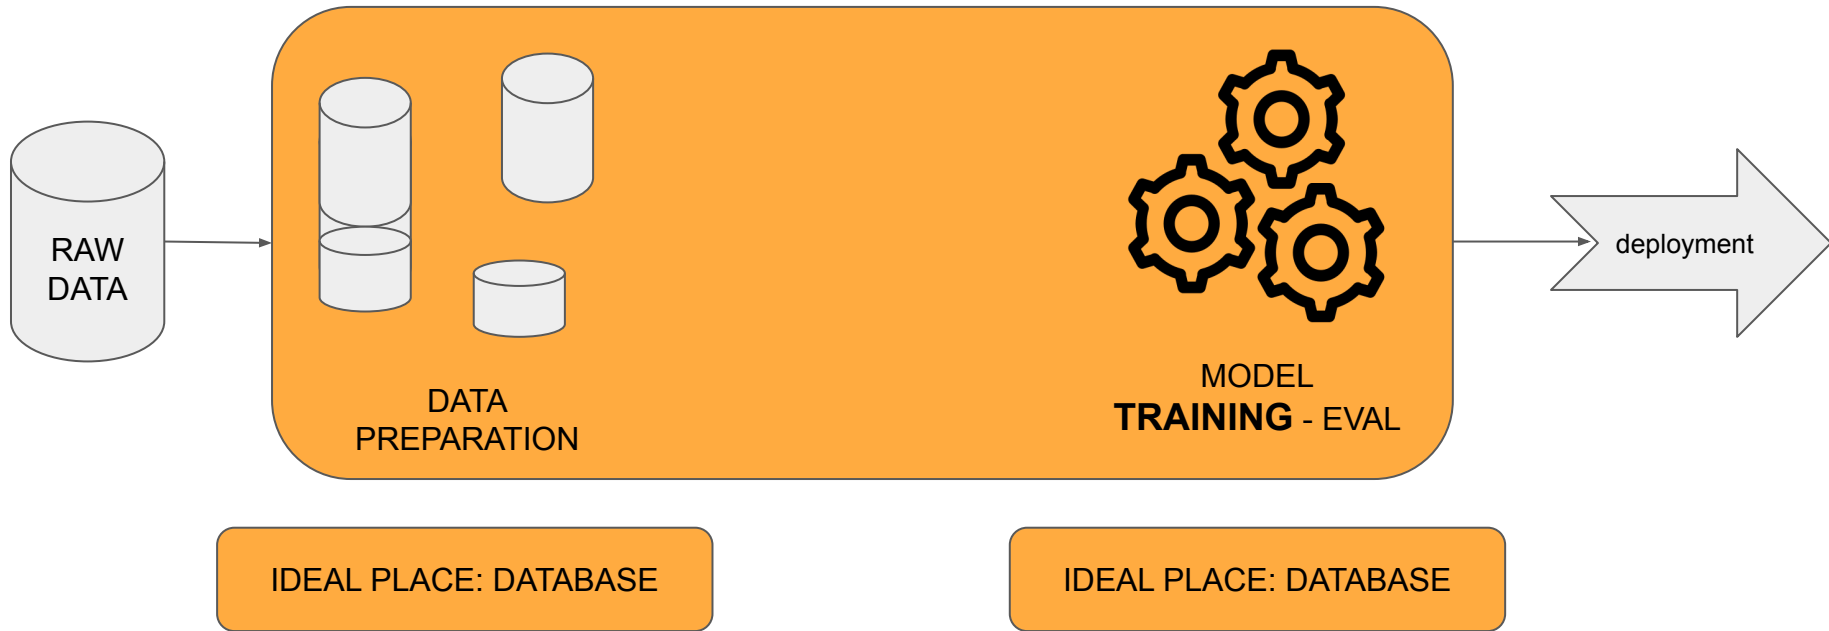 RAW
DATA
DATA
PREPARATION
MODEL
TRAINING - EVAL
deployment
IDEAL PLACE: DATABASE
IDEAL PLACE: DATABASE